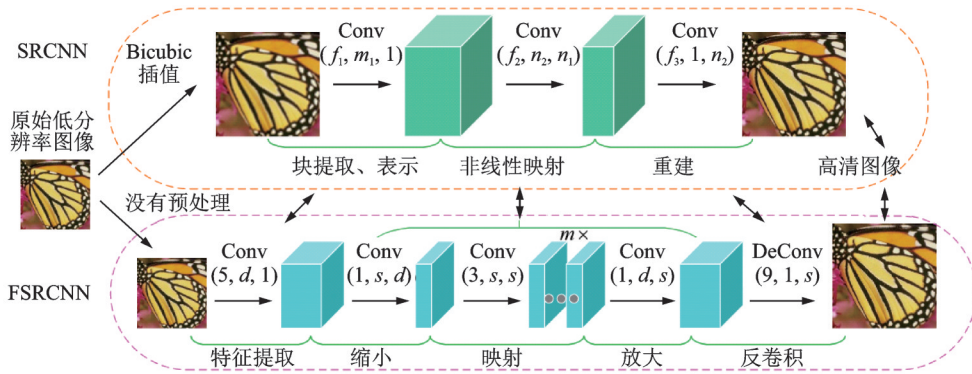 SRCNN
Bicubic
插值
Conv
(f₁, m₁, 1)
Conv
(f₂, n₂, n₁)
Conv
(f₃, 1, n₂)
原始低分
辨率图像
块提取、表示
非线性映射
重建
高清图像
没有预处理
FSRCNN
Conv
(5, d, 1)
Conv
(1, s, d)
Conv
(3, s, s)
m×
Conv
(1, d, s)
DeConv
(9, 1, s)
特征提取
缩小
映射
放大
反卷积